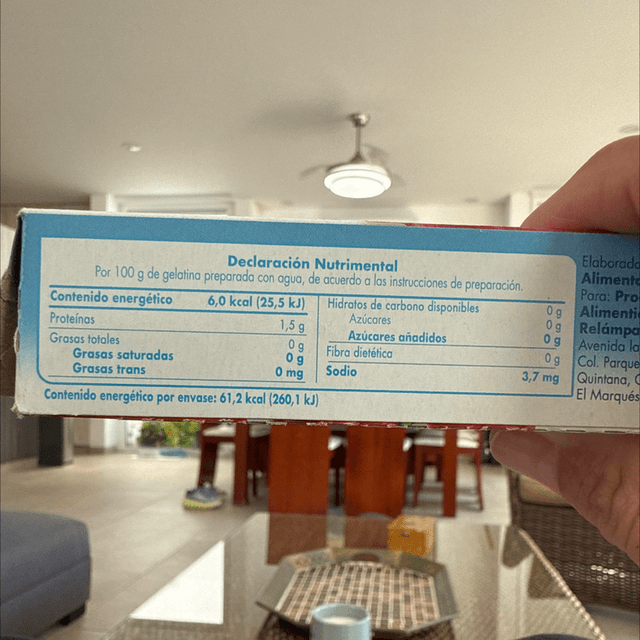 Declaración Nutrimental
Por 100 g de gelatina preparada con agua, de acuerdo a las instrucciones de preparación.
Contenido energético 6,0 kcal (25,5 kJ)
Proteínas 1,5 g
Grasas totales 0 g
Grasas saturadas 0 g
Grasas trans 0 mg
Hidratos de carbono disponibles 0 g
Azúcares 0 g
Azúcares añadidos 0 g
Fibra dietética 0 g
Sodio 3,7 mg
Contenido energético por envase: 61,2 kcal (260,1 kJ)
Elaborado
Alimento
Para: Pro
Alimenti
Relámpa
Avenida la
Col. Parque
Quintana, C
El Marqués